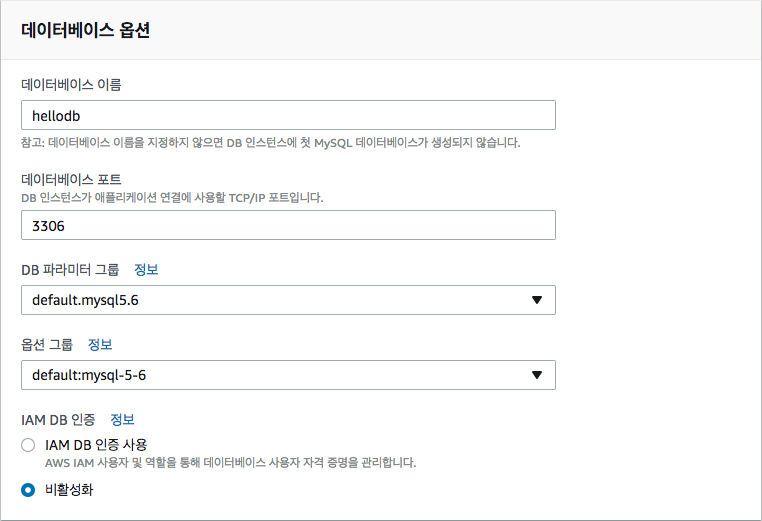 데이터베이스 옵션
데이터베이스 이름
hellodb
참고: 데이터베이스 이름을 지정하지 않으면 DB 인스턴스에 첫 MySQL 데이터베이스가 생성되지 않습니다.
데이터베이스 포트
DB 인스턴스가 애플리케이션 연결에 사용할 TCP/IP 포트입니다.
3306
DB 파라미터 그룹 정보
default.mysql5.6
옵션 그룹 정보
default:mysql-5-6
IAM DB 인증 정보
IAM DB 인증 사용
AWS IAM 사용자 및 역할을 통해 데이터베이스 사용자 자격 증명을 관리합니다.
비활성화